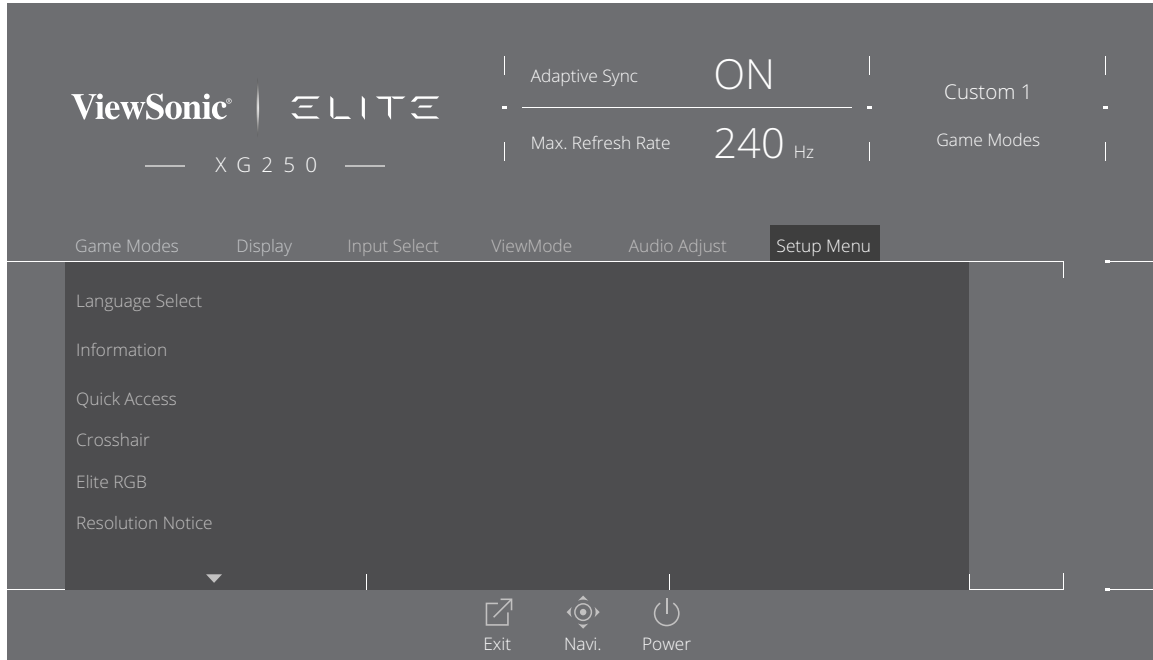 ViewSonic® ELITE
XG250
Adaptive Sync ON
Max. Refresh Rate 240 Hz
Custom 1
Game Modes
Game Modes Display Input Select ViewMode Audio Adjust Setup Menu
Language Select
Information
Quick Access
Crosshair
Elite RGB
Resolution Notice
Exit Navi. Power